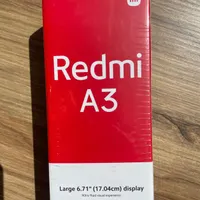 Redmi
A3
Large 6.71" (17.04cm) display